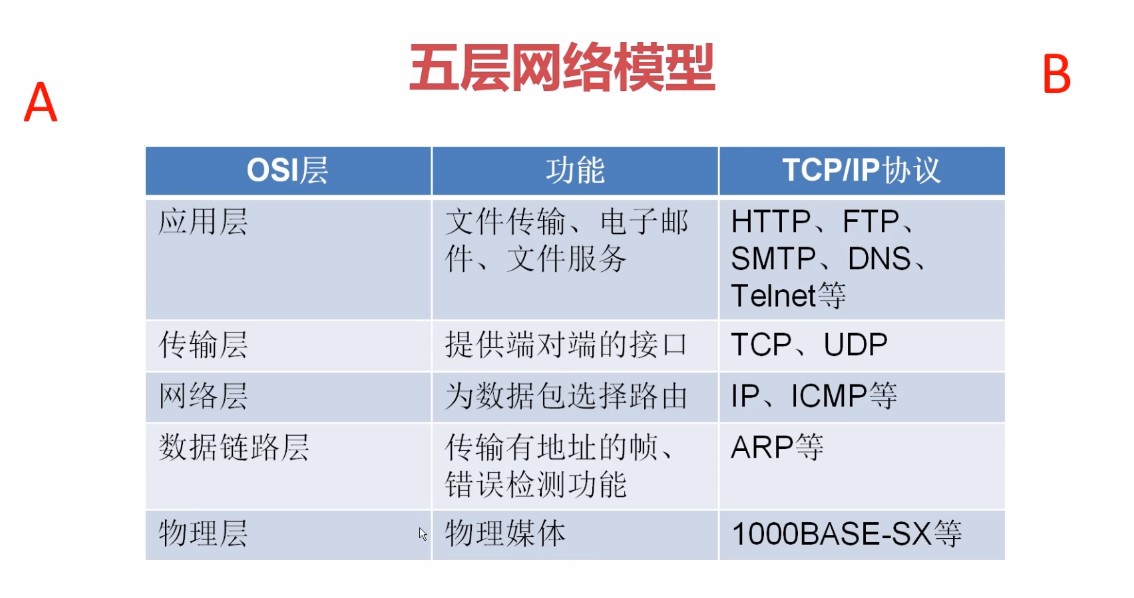 五层网络模型
A
B
OSI层 功能 TCP/IP协议
应用层
文件传输、电子邮
件、文件服务
HTTP、FTP、
SMTP、DNS、
Telnet等
传输层 提供端对端的接口 TCP、UDP
网络层 为数据包选择路由 IP、ICMP等
数据链路层
传输有地址的帧、
错误检测功能
ARP等
物理层 物理媒体 1000BASE-SX等